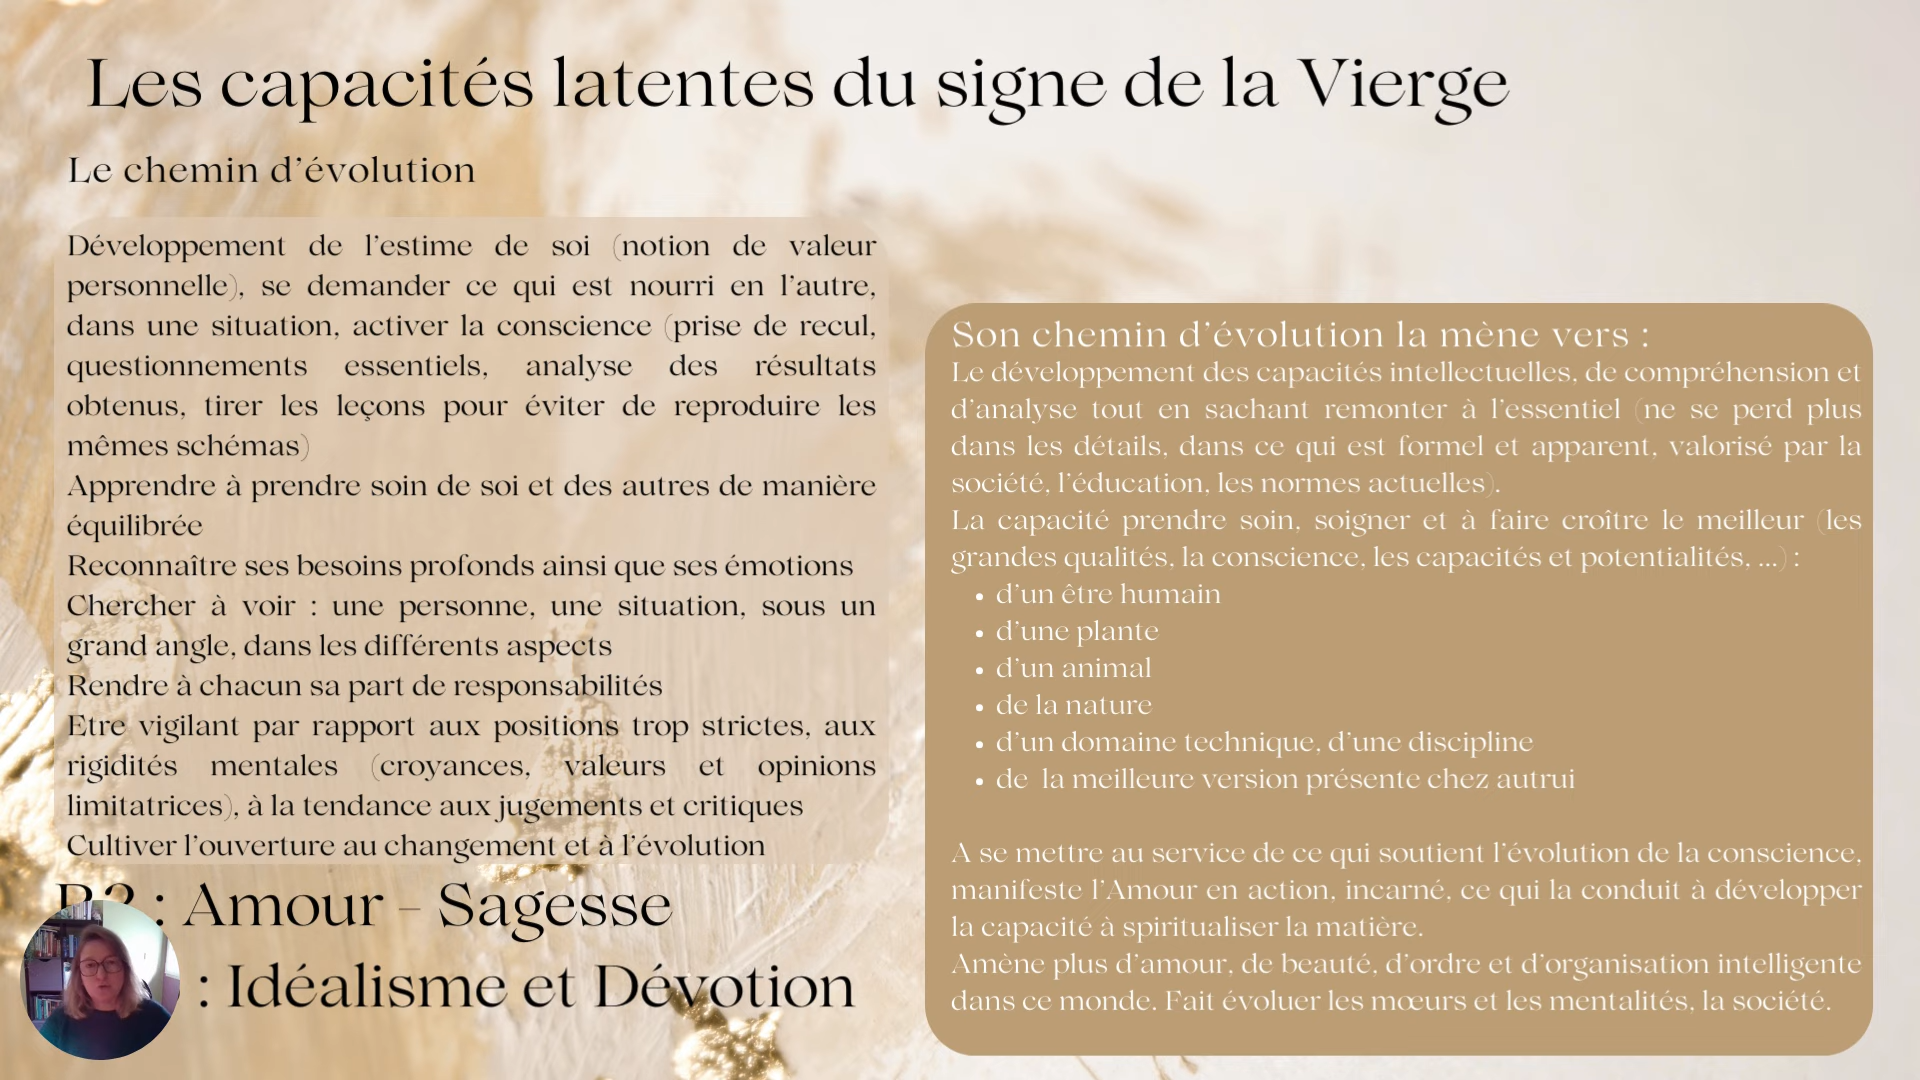 Les capacités latentes du signe de la Vierge
Le chemin d’évolution
Développement de l’estime de soi (notion de valeur
personnelle), se demander ce qui est nourri en l’autre,
dans une situation, activer la conscience (prise de recul,
questionnements essentiels, analyse des résultats
obtenus, tirer les leçons pour éviter de reproduire les
mêmes schémas)
Apprendre à prendre soin de soi et des autres de manière
équilibrée
Reconnaître ses besoins profonds ainsi que ses émotions
Chercher à voir : une personne, une situation, sous un
grand angle, dans les différents aspects
Rendre à chacun sa part de responsabilités
Etre vigilant par rapport aux positions trop strictes, aux
rigidités mentales (croyances, valeurs et opinions
limitatrices), à la tendance aux jugements et critiques
Cultiver l’ouverture au changement et à l’évolution
: Amour - Sagesse
: Idéalisme et Dévotion
Son chemin d’évolution la mène vers :
Le développement des capacités intellectuelles, de compréhension et
d’analyse tout en sachant remonter à l’essentiel (ne se perd plus
dans les détails, dans ce qui est formel et apparent, valorisé par la
société, l’éducation, les normes actuelles).
La capacité prendre soin, soigner et à faire croître le meilleur (les
grandes qualités, la conscience, les capacités et potentialités, ...) :
• d’un être humain
• d’une plante
• d’un animal
• de la nature
• d’un domaine technique, d’une discipline
• de la meilleure version présente chez autrui
A se mettre au service de ce qui soutient l’évolution de la conscience,
manifeste l’Amour en action, incarné, ce qui la conduit à développer
la capacité à spiritualiser la matière.
Amène plus d’amour, de beauté, d’ordre et d’organisation intelligente
dans ce monde. Fait évoluer les mœurs et les mentalités, la société.